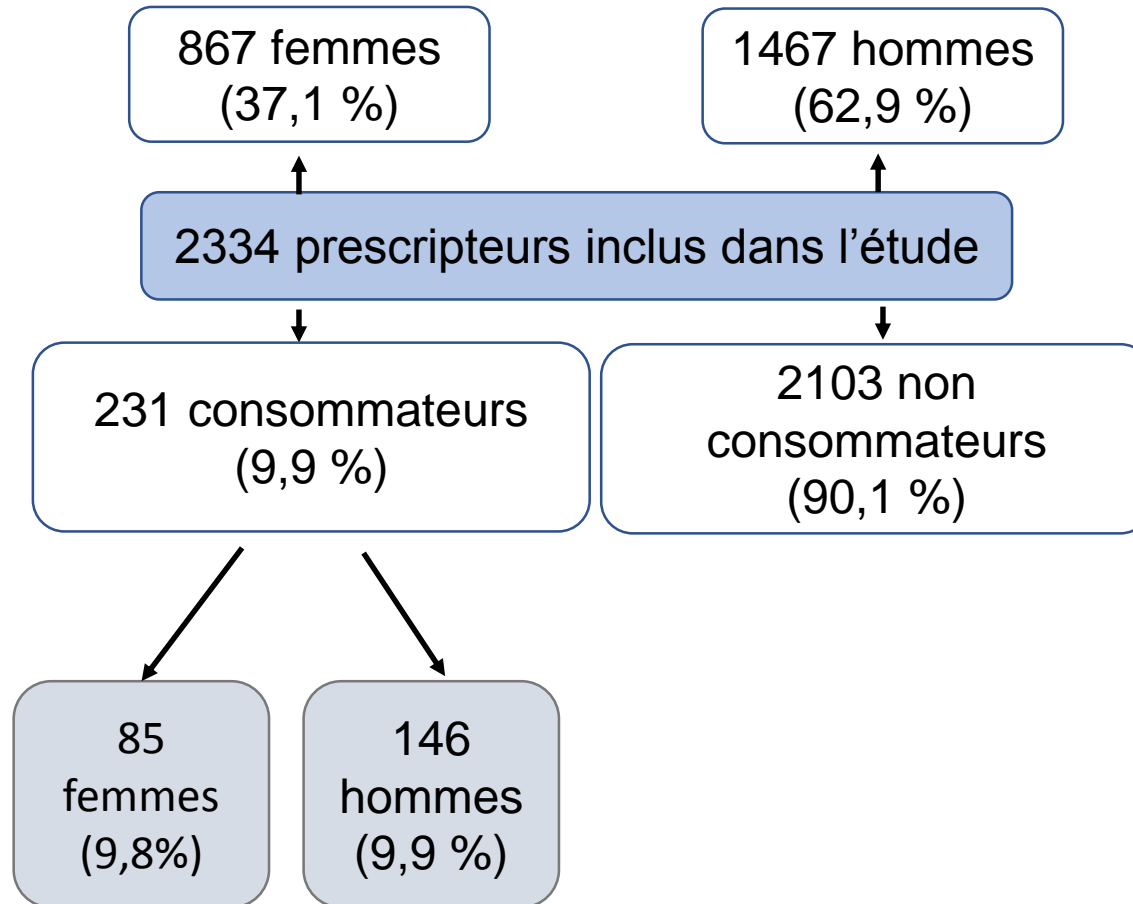 867 femmes
(37,1 %)
1467 hommes
(62,9 %)
2334 prescripteurs inclus dans l’étude
231 consommateurs
(9,9 %)
2103 non
consommateurs
(90,1 %)
85
femmes
(9,8%)
146
hommes
(9,9 %)